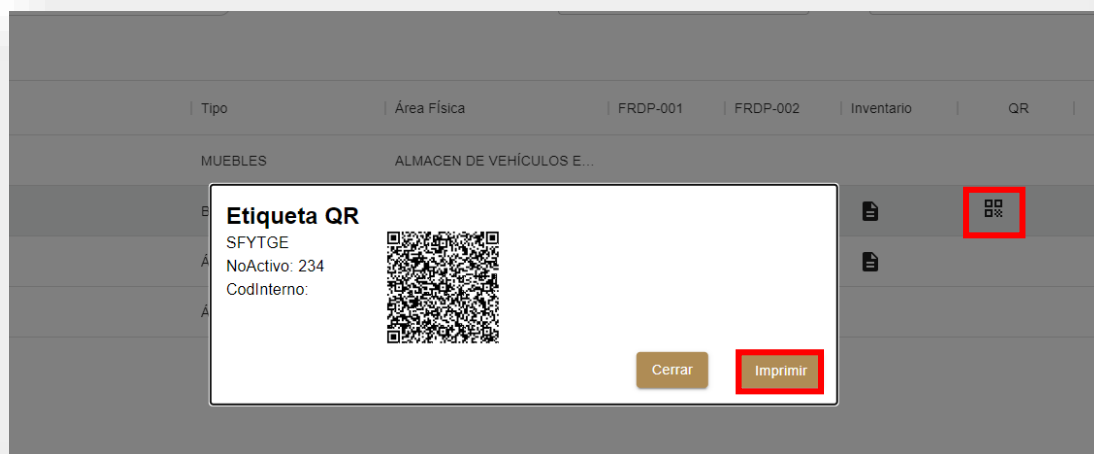 Tipo Área Física FRDP-001 FRDP-002 Inventario QR
MUEBLES ALMACEN DE VEHÍCULOS E...
B
Etiqueta QR
SFYTGE
NoActivo: 234
CodInterno:
Á
Á
Cerrar Imprimir